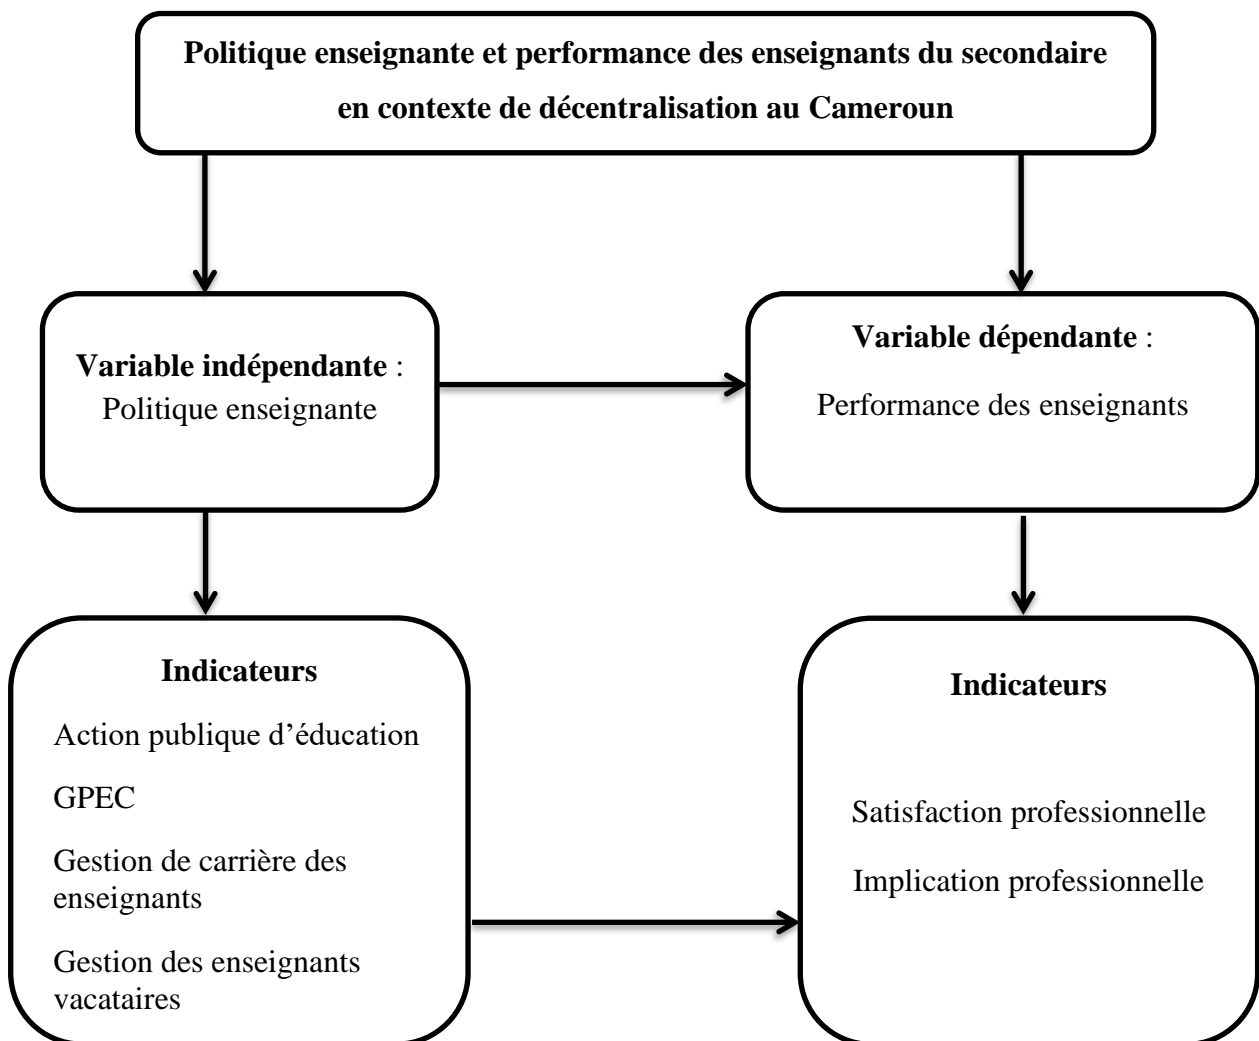 Politique enseignante et performance des enseignants du secondaire
en contexte de décentralisation au Cameroun
Variable indépendante :
Politique enseignante
Variable dépendante :
Performance des enseignants
Indicateurs
Action publique d’éducation
GPEC
Gestion de carrière des
enseignants
Gestion des enseignants
vacataires
Indicateurs
Satisfaction professionnelle
Implication professionnelle